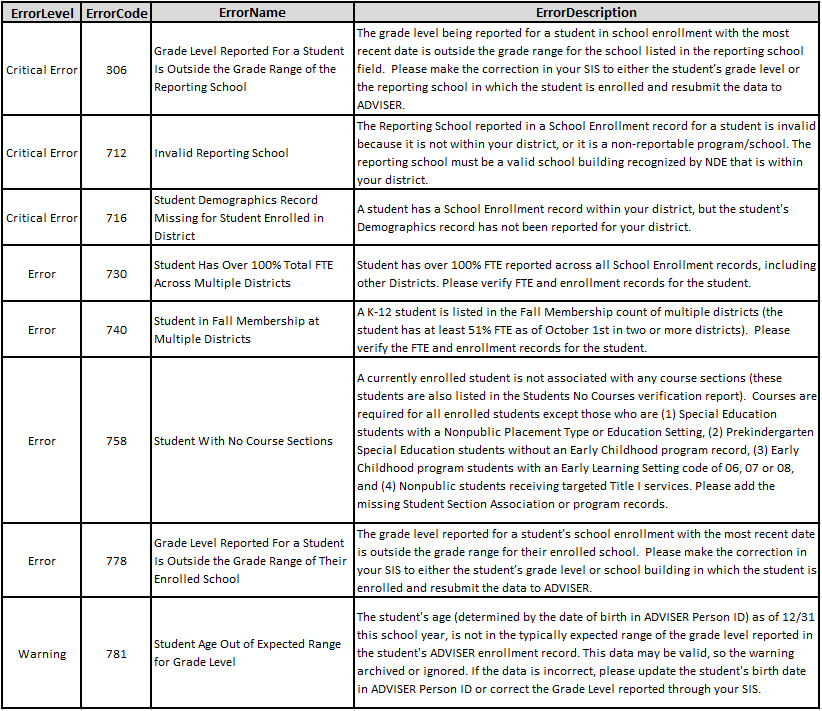 ErrorLevel ErrorCode ErrorName ErrorDescription
Critical Error 306
Grade Level Reported For a Student
Is Outside the Grade Range of the
Reporting School
The grade level being reported for a student in school enrollment with the most
recent date is outside the grade range for the school listed in the reporting school
field.  Please make the correction in your SIS to either the student’s grade level or
the reporting school in which the student is enrolled and resubmit the data to
ADVISER.
Critical Error 712
Invalid Reporting School
The Reporting School reported in a School Enrollment record for a student is invalid
because it is not within your district, or it is a non-reportable program/school. The
reporting school must be a valid school building recognized by NDE that is within
your district.
Critical Error 716
Student Demographics Record
Missing for Student Enrolled in
District
A student has a School Enrollment record within your district, but the student's
Demographics record has not been reported for your district.
Error 730
Student Has Over 100% Total FTE
Across Multiple Districts
Student has over 100% FTE reported across all School Enrollment records, including
other Districts. Please verify FTE and enrollment records for the student.
Error 740
Student in Fall Membership at
Multiple Districts
A K-12 student is listed in the Fall Membership count of multiple districts (the
student has at least 51% FTE as of October 1st in two or more districts).  Please
verify the FTE and enrollment records for the student.
Error 758
Student With No Course Sections
A currently enrolled student is not associated with any course sections (these
students are also listed in the Students No Courses verification report).  Courses are
required for all enrolled students except those who are (1) Special Education
students with a Nonpublic Placement Type or Education Setting, (2) Prekindergarten
Special Education students without an Early Childhood program record, (3) Early
Childhood program students with an Early Learning Setting code of 06, 07 or 08,
and (4) Nonpublic students receiving targeted Title I services. Please add the
missing Student Section Association or program records.
Error 778
Grade Level Reported For a Student
Is Outside the Grade Range of Their
Enrolled School
The grade level reported for a student’s school enrollment with the most recent date
is outside the grade range for their enrolled school.  Please make the correction in
your SIS to either the student’s grade level or school building in which the student is
enrolled and resubmit the data to ADVISER.
Warning 781
Student Age Out of Expected Range
for Grade Level
The student's age (determined by the date of birth in ADVISER Person ID) as of 12/31
this school year, is not in the typically expected range of the grade level reported in
the student's ADVISER enrollment record. This data may be valid, so the warning
archived or ignored. If the data is incorrect, please update the student's birth date
in ADVISER Person ID or correct the Grade Level reported through your SIS.